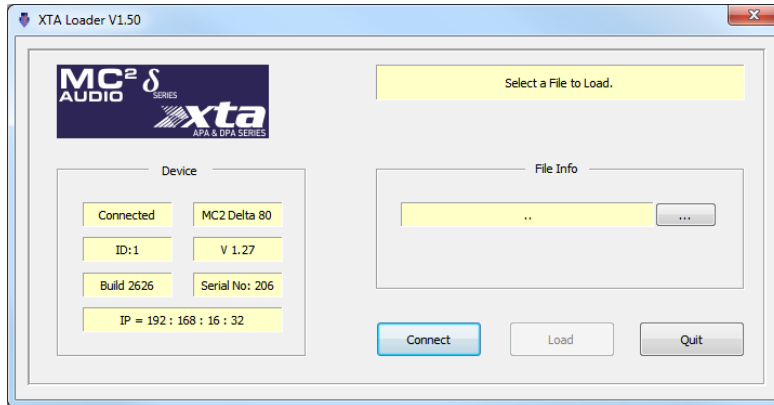 XTA Loader V1.50
MC² δ
AUDIO SERIES
xta
APA & DPA SERIES
Select a File to Load.
Device
Connected MC2 Delta 80
ID:1 V 1.27
Build 2626 Serial No: 206
IP = 192 : 168 : 16 : 32
File Info
.. ...
Connect Load Quit